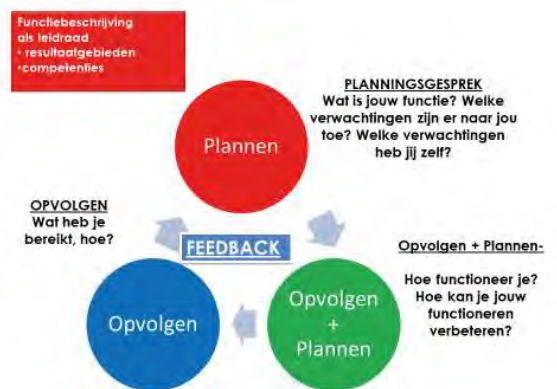 Functiebeschrijving
als leidraad
• resultaatgebieden
•competenties
PLANNINGSGESPREK
Wat is jouw functie? Welke
verwachtingen zijn er naar jou
toe? Welke verwachtingen
heb jij zelf?
Plannen
OPVOLGEN
Wat heb je
bereikt, hoe?
FEEDBACK
Opvolgen + Plannen-
Hoe functioneer je?
Hoe kan je jouw
functioneren
verbeteren?
Opvolgen
+
Plannen
Opvolgen